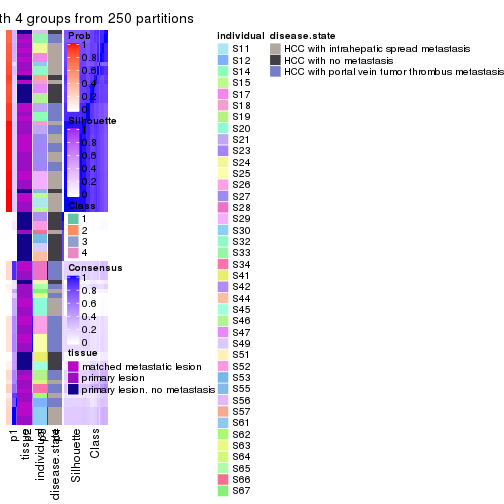 th 4 groups from 250 partitions
Prob
1
0.8
0.6
0.4
0.2
0
Silhouette
1
0.8
0.6
0.4
0.2
0
Class
1
2
3
4
Consensus
1
0.8
0.6
0.4
0.2
0
tissue
matched metastatic lesion
primary lesion
primary lesion. no metastasis
individual
S11
S12
S14
S15
S17
S18
S19
S20
S21
S23
S24
S25
S26
S27
S28
S29
S30
S32
S33
S34
S41
S42
S44
S45
S46
S47
S49
S51
S52
S53
S55
S56
S57
S61
S62
S63
S64
S65
S66
S67
disease.state
HCC with intrahepatic spread metastasis
HCC with no metastasis
HCC with portal vein tumor thrombus metastasis
p1
tissue
individual
disease.state
Silhouette
Class